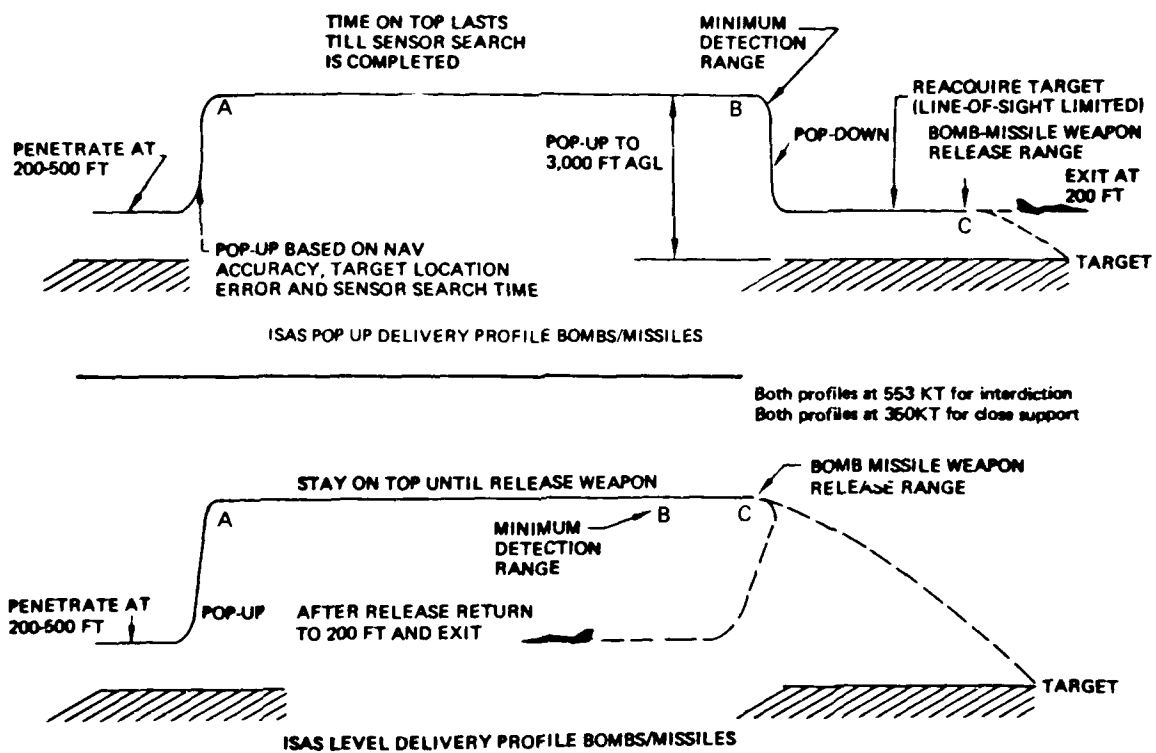 TIME ON TOP LASTS
TILL SENSOR SEARCH
IS COMPLETED
MINIMUM
DETECTION
RANGE
A
B
REACQUIRE TARGET
(LINE-OF-SIGHT LIMITED)
PENETRATE AT
200-500 FT
POP-UP TO
3,000 FT AGL
POP-DOWN
BOMB-MISSILE WEAPON
RELEASE RANGE
EXIT AT
200 FT
C
POP-UP BASED ON NAV
ACCURACY, TARGET LOCATION
ERROR AND SENSOR SEARCH TIME
TARGET
ISAS POP UP DELIVERY PROFILE BOMBS/MISSILES
Both profiles at 553 KT for interdiction
Both profiles at 350KT for close support
STAY ON TOP UNTIL RELEASE WEAPON
BOMB MISSILE WEAPON
RELEASE RANGE
A
B
C
MINIMUM
DETECTION
RANGE
PENETRATE AT
200-500 FT
POP-UP
AFTER RELEASE RETURN
TO 200 FT AND EXIT
TARGET
ISAS LEVEL DELIVERY PROFILE BOMBS/MISSILES